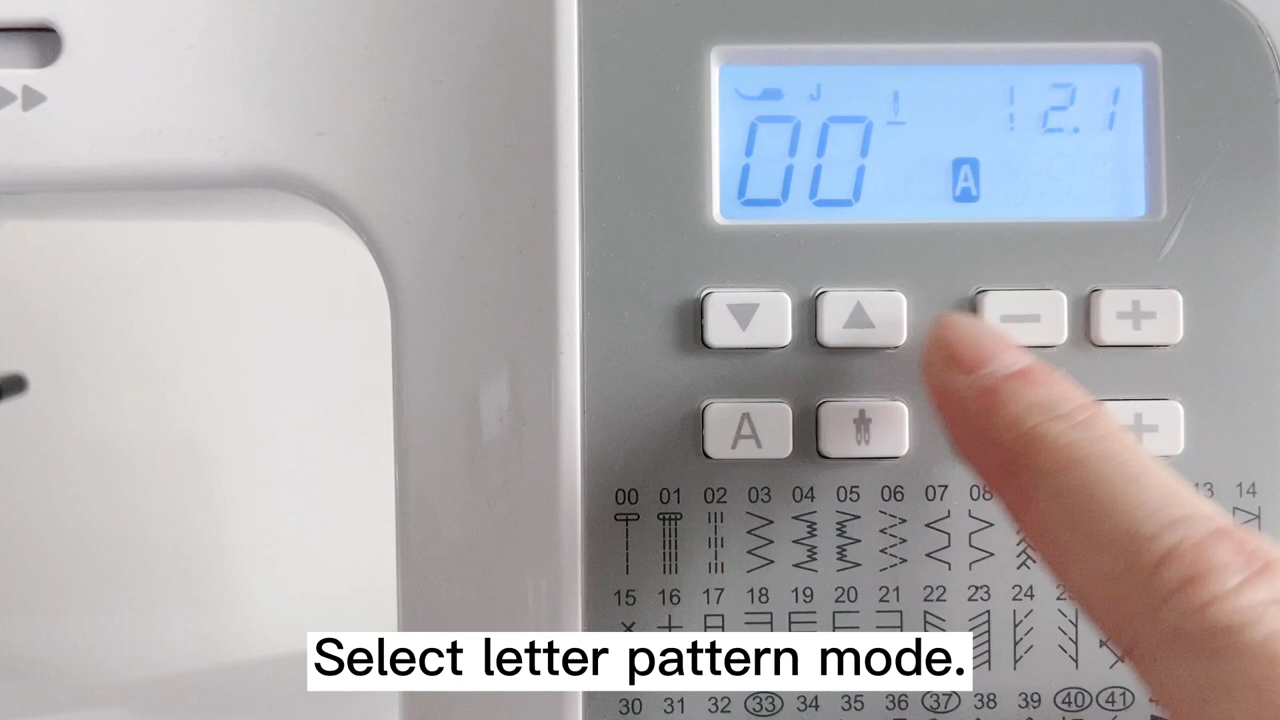 J
12.1
00
A
A
00 01 02 03 04 05 06 07 08 13 14
15 16 17 18 19 20 21 22 23 24
Select letter pattern mode.
30 31 32 33 34 35 36 37 38 39 40 41